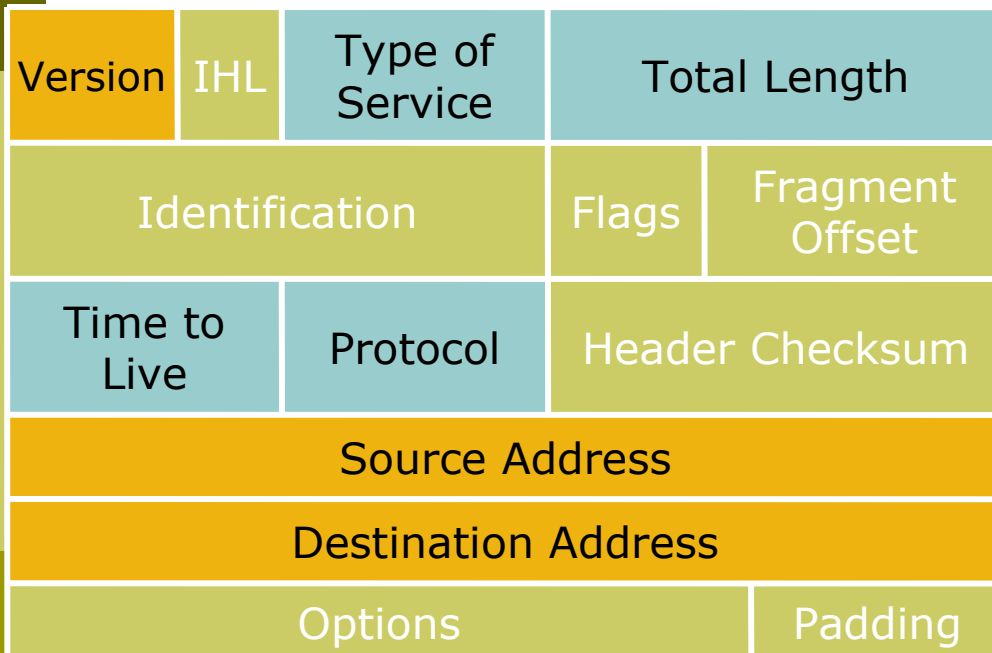 Version
IHL
Type of
Service
Total Length
Identification
Flags
Fragment
Offset
Time to
Live
Protocol
Header Checksum
Source Address
Destination Address
Options
Padding